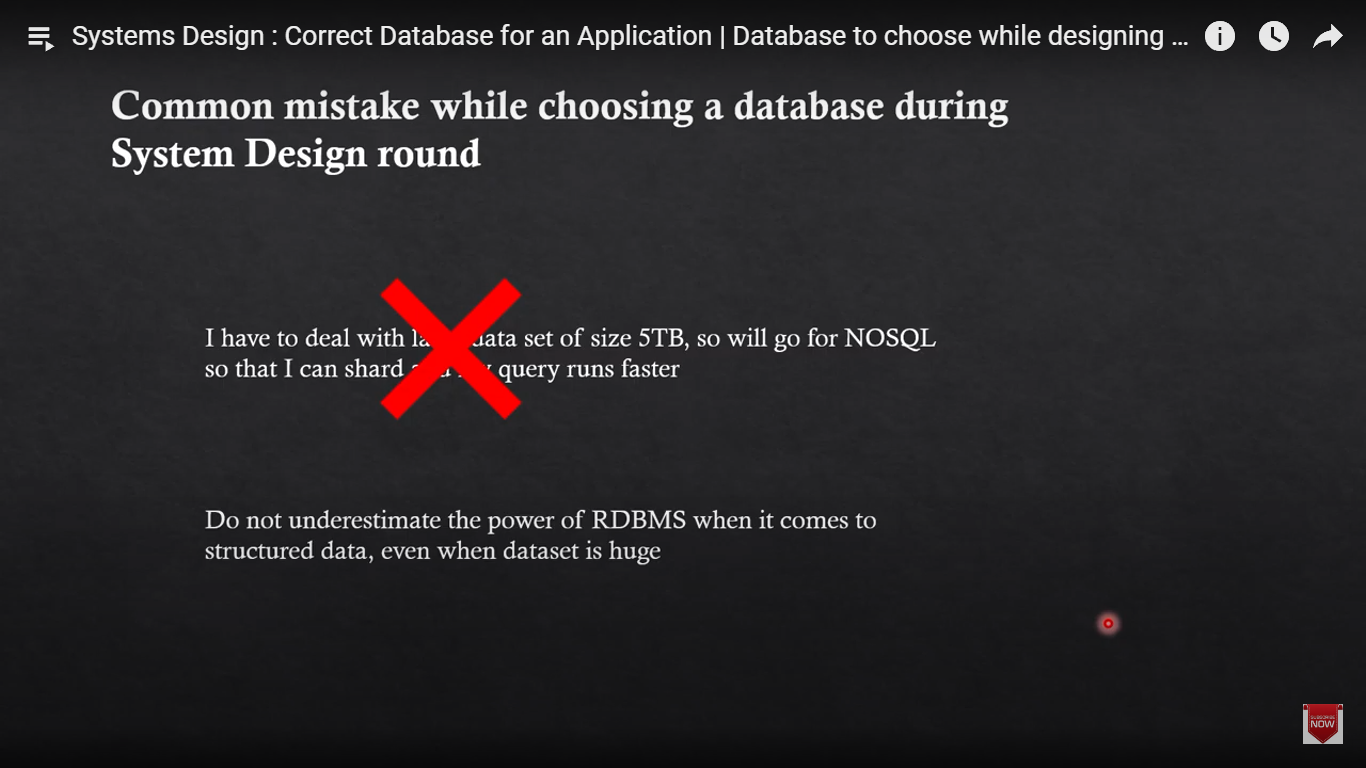 Systems Design : Correct Database for an Application | Database to choose while designing ...
Common mistake while choosing a database during
System Design round
I have to deal with data set of size 5TB, so will go for NOSQL
so that I can shard query runs faster
Do not underestimate the power of RDBMS when it comes to
structured data, even when dataset is huge
SUBSCRIBE
NOW